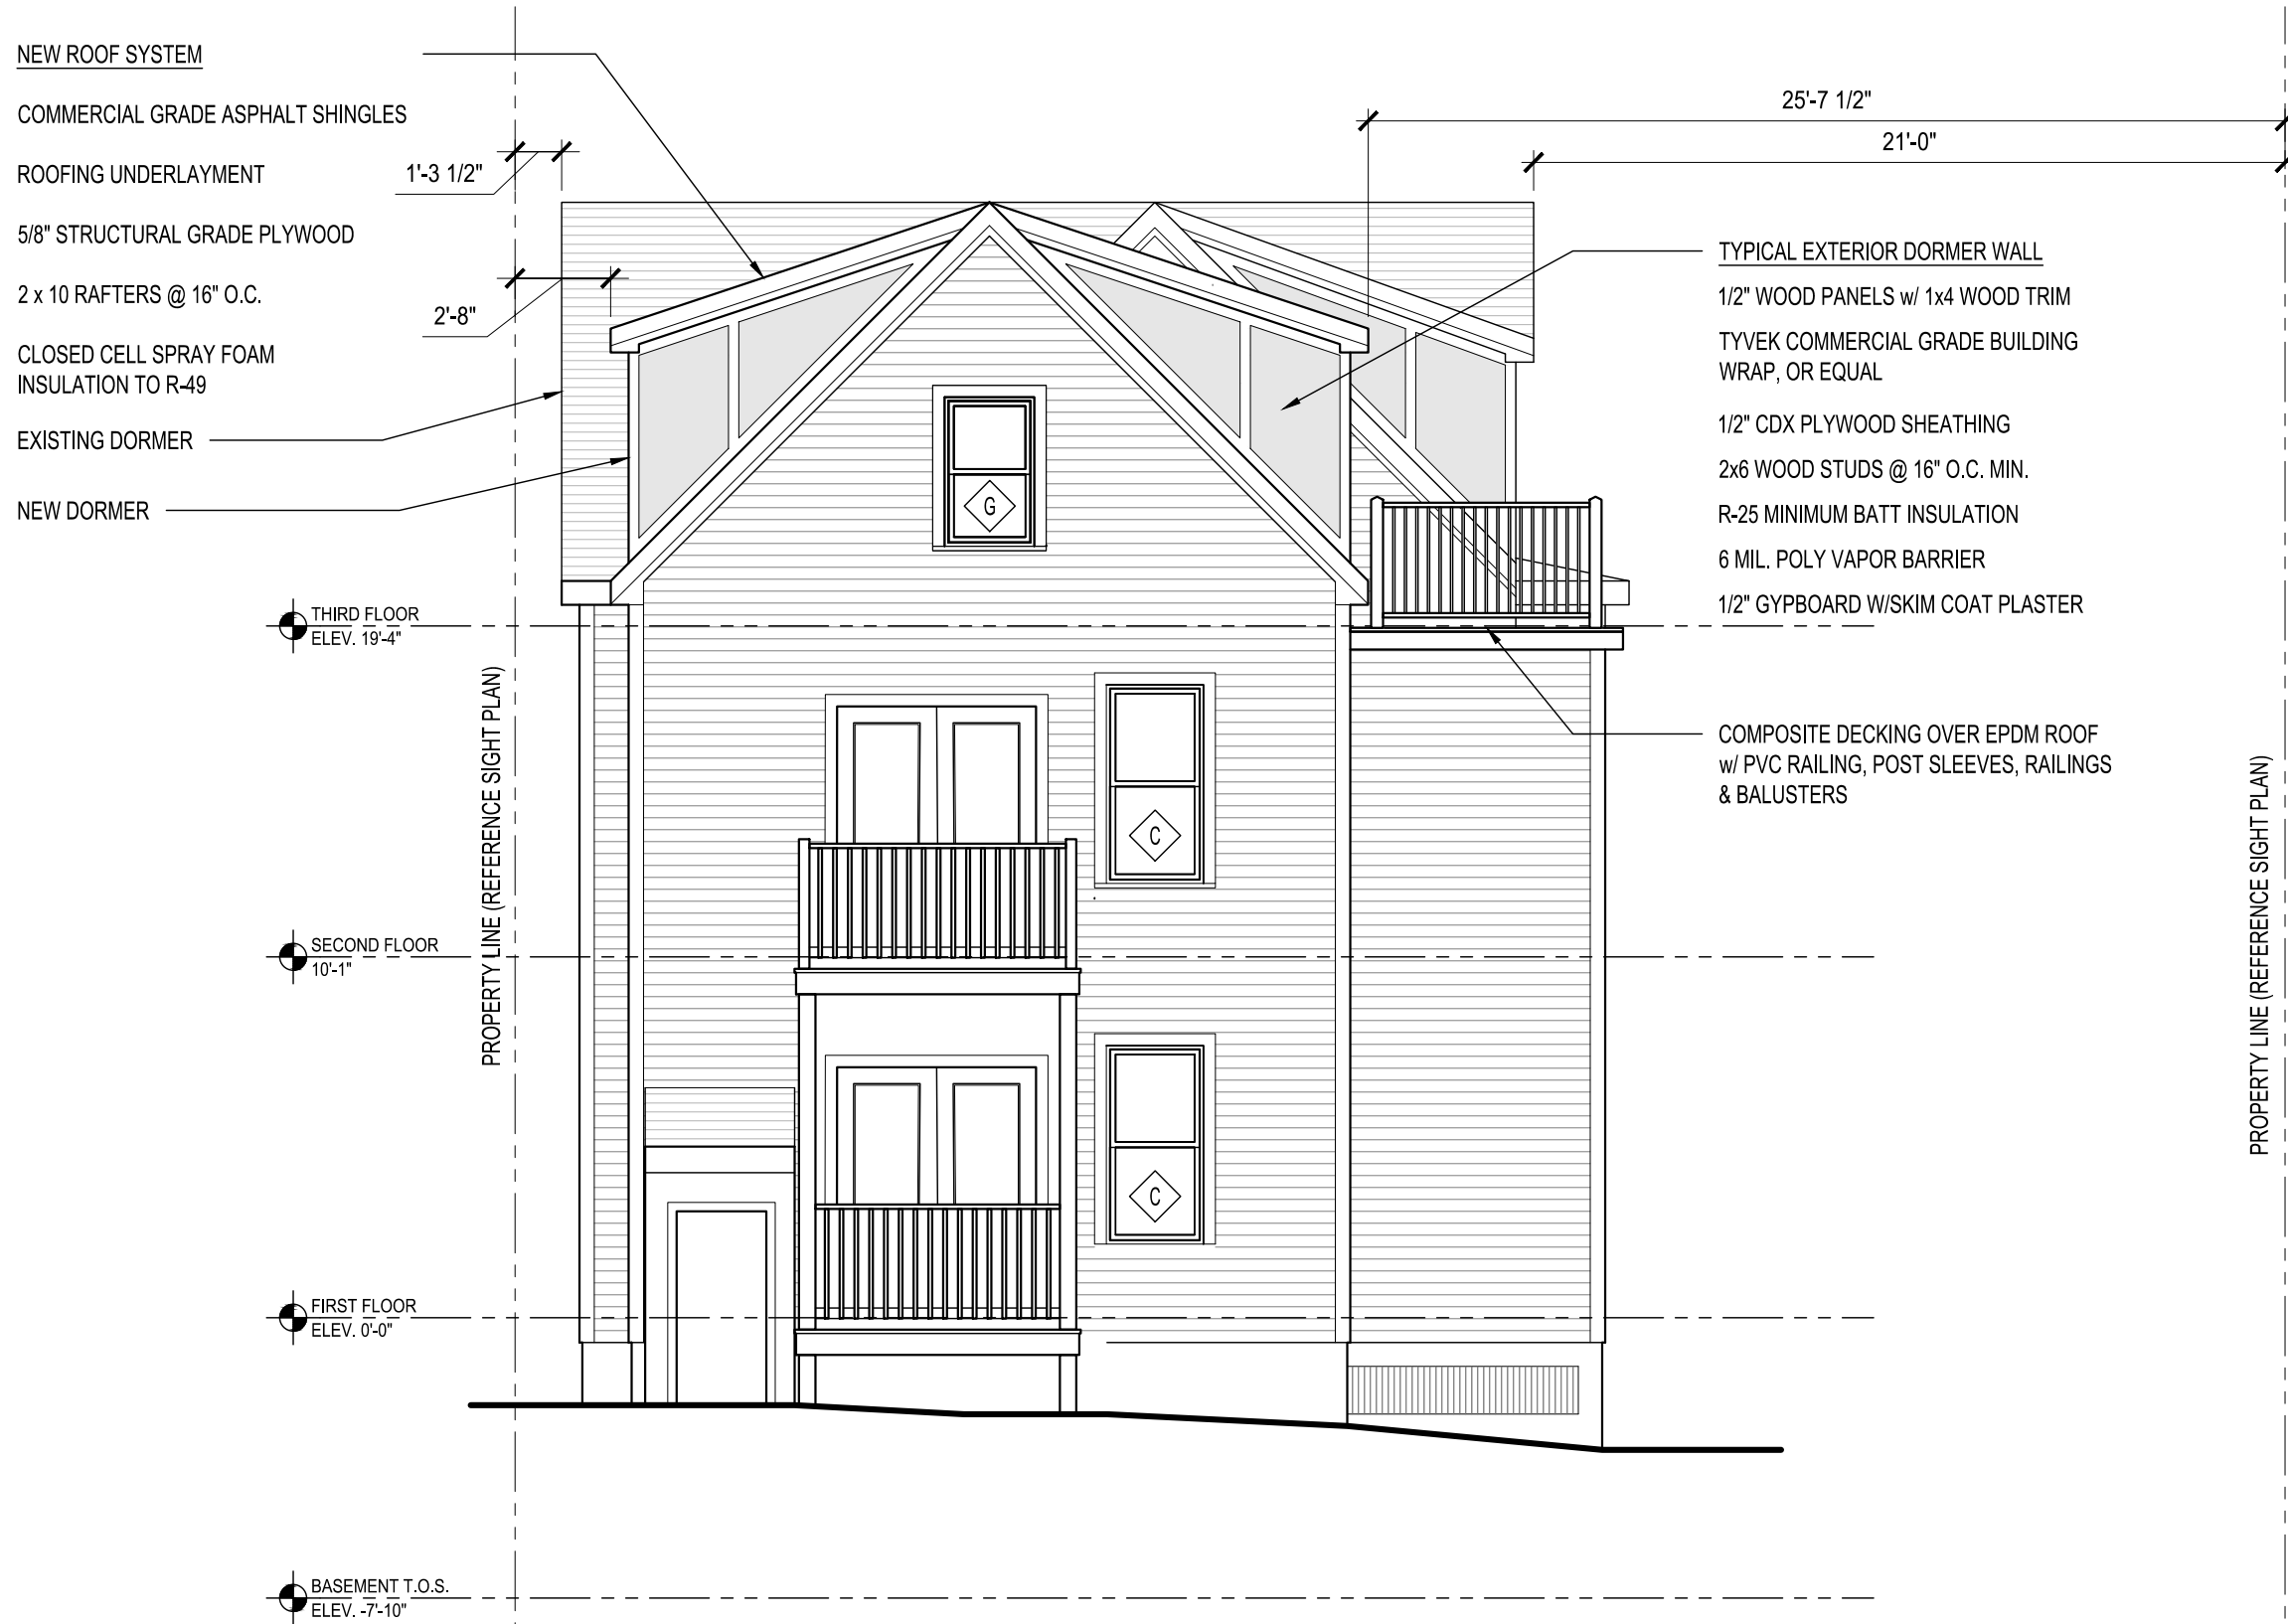 NEW ROOF SYSTEM
COMMERCIAL GRADE ASPHALT SHINGLES
ROOFING UNDERLAYMENT
5/8" STRUCTURAL GRADE PLYWOOD
2 x 10 RAFTERS @ 16" O.C.
CLOSED CELL SPRAY FOAM
INSULATION TO R-49
EXISTING DORMER
NEW DORMER
1'-3 1/2"
2'-8"
25'-7 1/2"
21'-0"
TYPICAL EXTERIOR DORMER WALL
1/2" WOOD PANELS w/ 1x4 WOOD TRIM
TYVEK COMMERCIAL GRADE BUILDING
WRAP, OR EQUAL
1/2" CDX PLYWOOD SHEATHING
2x6 WOOD STUDS @ 16" O.C. MIN.
R-25 MINIMUM BATT INSULATION
6 MIL. POLY VAPOR BARRIER
1/2" GYPBOARD W/SKIM COAT PLASTER
COMPOSITE DECKING OVER EPDM ROOF
w/ PVC RAILING, POST SLEEVES, RAILINGS
& BALUSTERS
G
C
C
THIRD FLOOR
ELEV. 19'-4"
SECOND FLOOR
10'-1"
FIRST FLOOR
ELEV. 0'-0"
BASEMENT T.O.S.
ELEV. -7'-10"
PROPERTY LINE (REFERENCE SIGHT PLAN)
PROPERTY LINE (REFERENCE SIGHT PLAN)